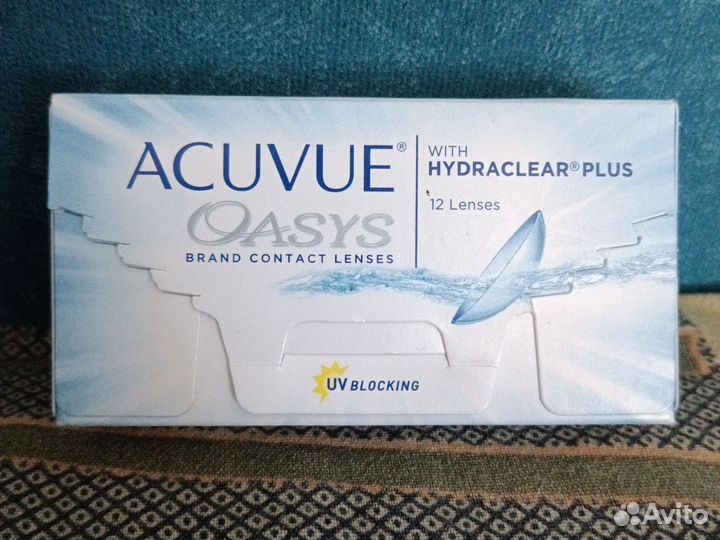 ACUVUE®
OASYS
BRAND CONTACT LENSES
WITH
HYDRACLEAR® PLUS
12 Lenses
UV BLOCKING
Avito